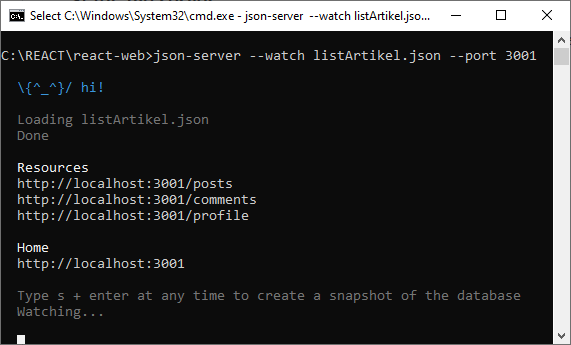 Select C:\Windows\System32\cmd.exe - json-server --watch listArtikel.jso...
C:\REACT\react-web>json-server --watch listArtikel.json --port 3001
\{^_^}/ hi!
Loading listArtikel.json
Done
Resources
http://localhost:3001/posts
http://localhost:3001/comments
http://localhost:3001/profile
Home
http://localhost:3001
Type s + enter at any time to create a snapshot of the database
Watching...